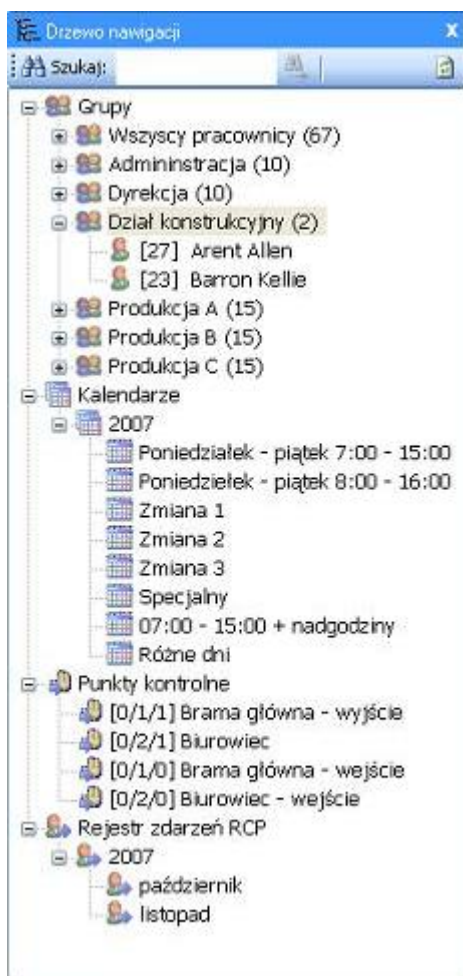 Drzewo nawigacji
Szukaj:
Grupy
Wszyscy pracownicy (67)
Admininstracja (10)
Dyrekcja (10)
Dział konstrukcyjny (2)
[27] Arent Allen
[23] Barron Kellie
Produkcja A (15)
Produkcja B (15)
Produkcja C (15)
Kalendarze
2007
Poniedziałek - piątek 7:00 - 15:00
Poniedziełek - piątek 8:00 - 16:00
Zmiana 1
Zmiana 2
Zmiana 3
Specjalny
07:00 - 15:00 + nadgodziny
Różne dni
Punkty kontrolne
[0/1/1] Brama główna - wyjście
[0/2/1] Biurowiec
[0/1/0] Brama główna - wejście
[0/2/0] Biurowiec - wejście
Rejestr zdarzeń RCP
2007
październik
listopad